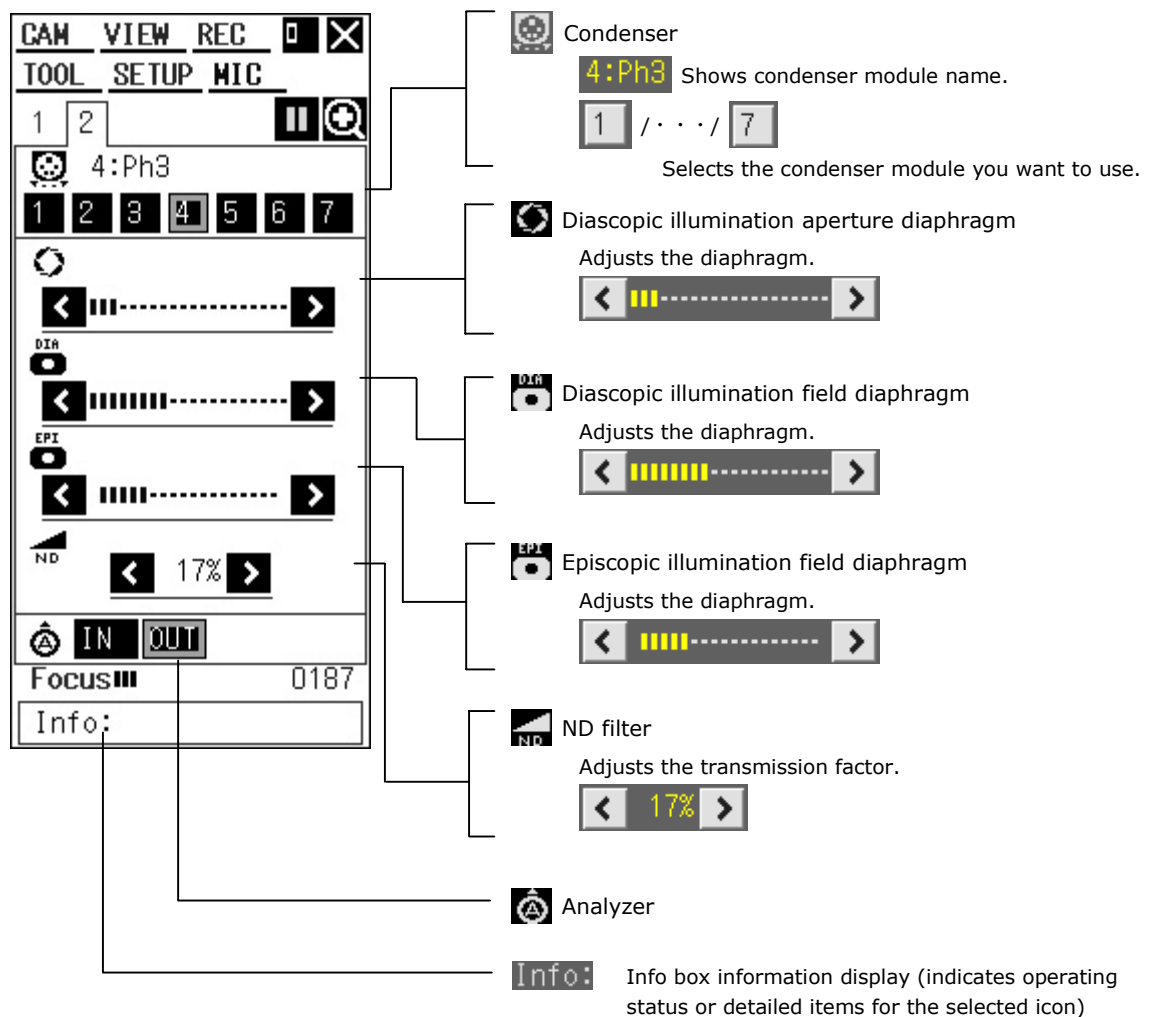 CAM VIEW REC
TOOL SETUP MIC
1 2
4:Ph3
1 2 3 4 5 6 7
DIA
EPI
ND
17%
A IN OUT
Focus 0187
Info:
Condenser
4:Ph3 Shows condenser module name.
1 /・・・/ 7
Selects the condenser module you want to use.
Diascopic illumination aperture diaphragm
Adjusts the diaphragm.
DIA
Diascopic illumination field diaphragm
Adjusts the diaphragm.
EPI
Episcopic illumination field diaphragm
Adjusts the diaphragm.
ND
ND filter
Adjusts the transmission factor.
17%
A Analyzer
Info: Info box information display (indicates operating
status or detailed items for the selected icon)